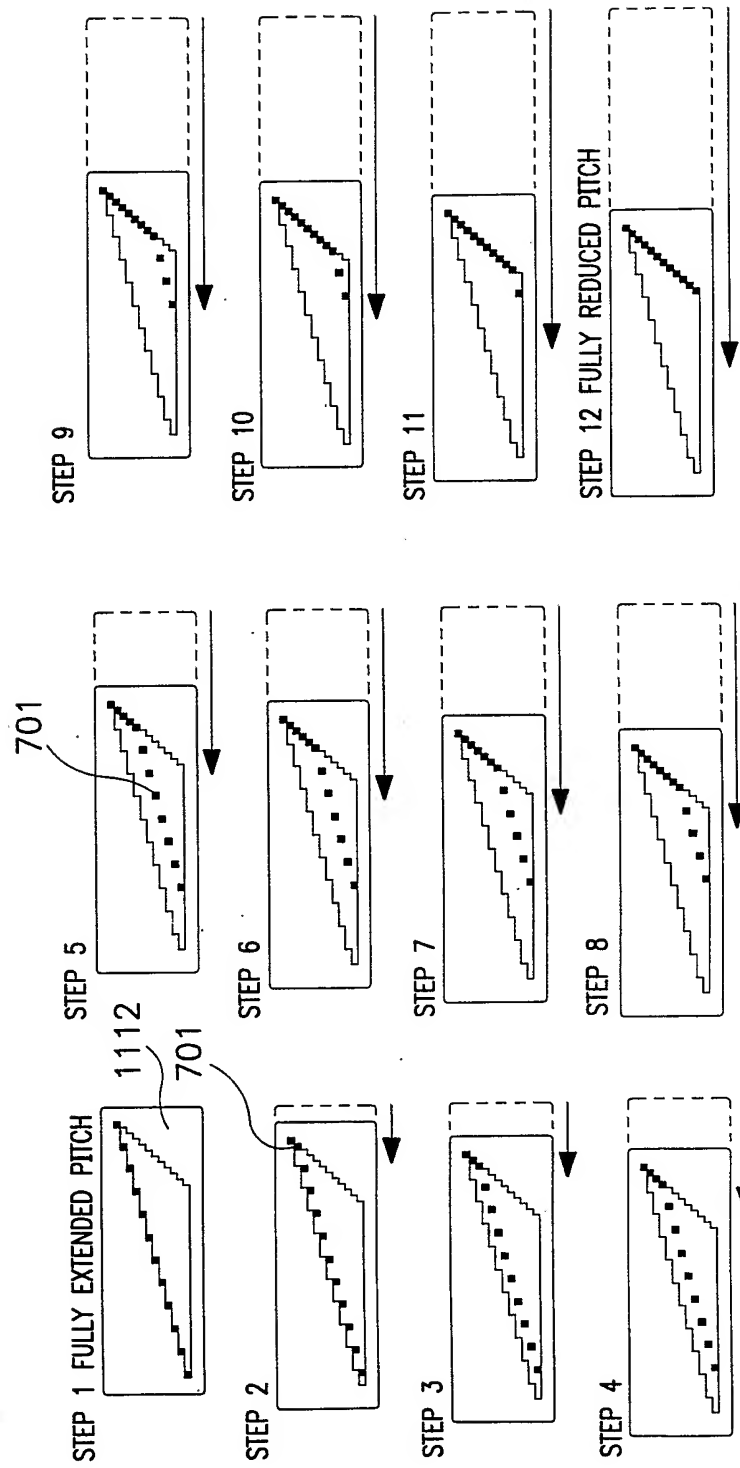 STEP 1 FULLY EXTENDED PITCH
1112
701
STEP 2
STEP 3
STEP 4
701
STEP 5
STEP 6
STEP 7
STEP 8
STEP 9
STEP 10
STEP 11
STEP 12 FULLY REDUCED PITCH